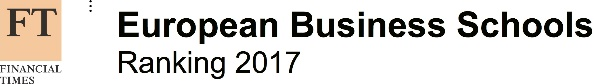 FT
FINANCIAL
TIMES
European Business Schools
Ranking 2017